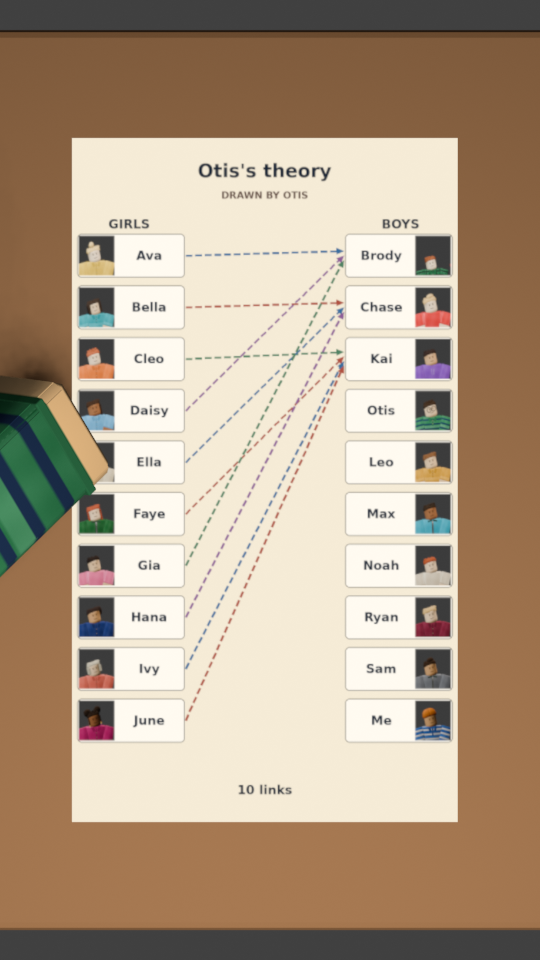 Otis's theory
DRAWN BY OTIS
GIRLS BOYS
Ava Brody
Bella Chase
Cleo Kai
Daisy Otis
Ella Leo
Faye Max
Gia Noah
Hana Ryan
Ivy Sam
June Me
10 links